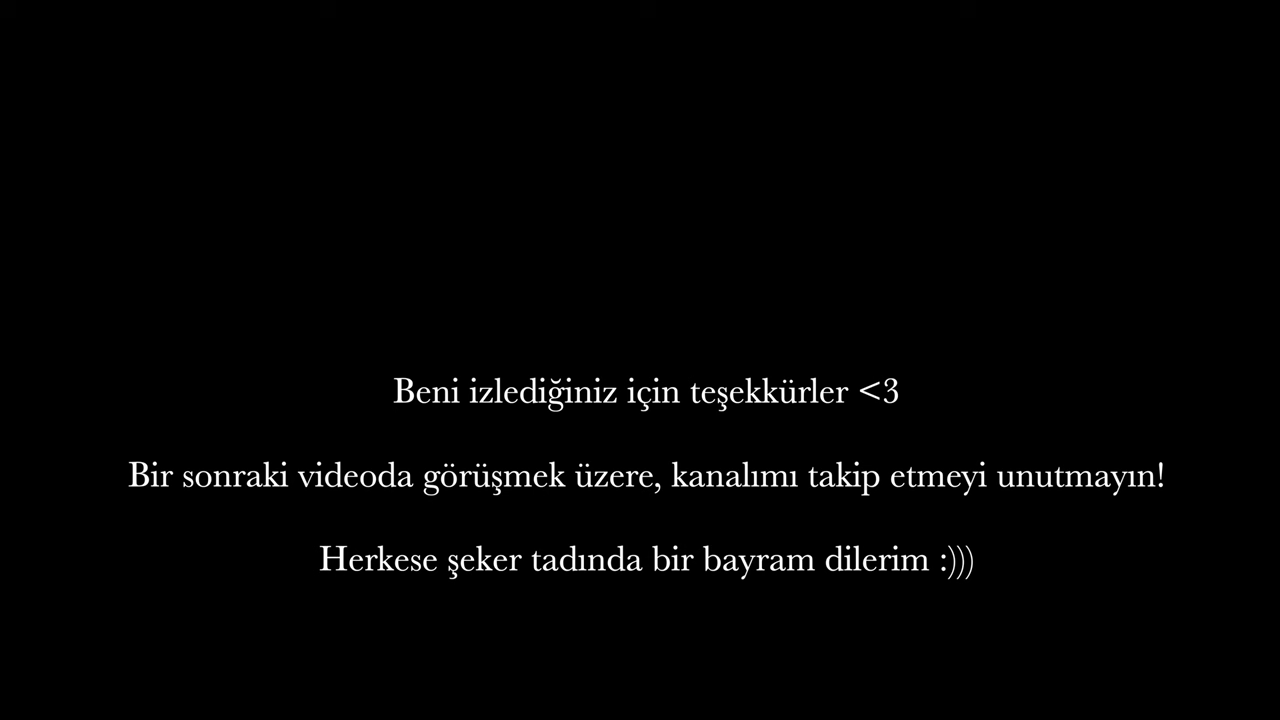 Beni izlediğiniz için teşekkürler <3
Bir sonraki videoda görüşmek üzere, kanalımı takip etmeyi unutmayın!
Herkese şeker tadında bir bayram dilerim :)))